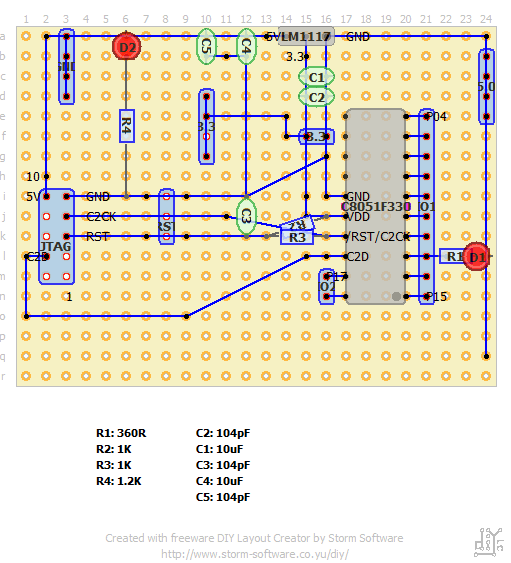 1 2 3 4 5 6 7 8 9 10 11 12 13 14 15 16 17 18 19 20 21 22 23 24
a
b
c
d
e
f
g
h
i
j
k
l
m
n
o
p
q
r
D2
C5
C4
5V
LM1117
GND
3.3
C1
C2
5.0
R4
3.3
3.3
P04
10
5V
GND
C2CK
RST
JTAG
C2D
1
RST
C3
R3
GND
C8051F330
VDD
/RST/C2CK
C2D
P17
IO2
IO1
R1
D1
P15
R1: 360R
R2: 1K
R3: 1K
R4: 1.2K
C2: 104pF
C1: 10uF
C3: 104pF
C4: 10uF
C5: 104pF
Created with freeware DIY Layout Creator by Storm Software
http://www.storm-software.co.yu/diy/